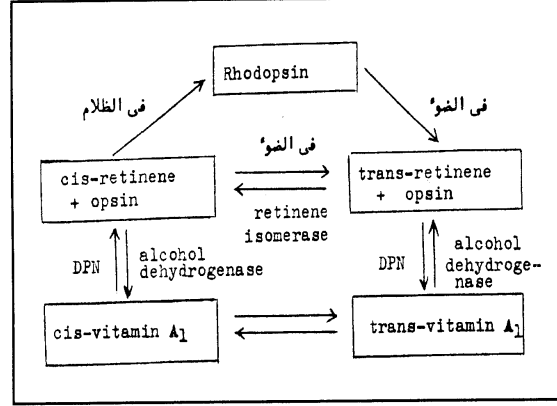 Rhodopsin
فى الظلام
فى الضوء
فى الضوء
cis-retinene
+ opsin
trans-retinene
+ opsin
retinene
isomerase
DPN
alcohol
dehydrogenase
DPN
alcohol
dehydroge-
nase
cis-vitamin A1
trans-vitamin A1